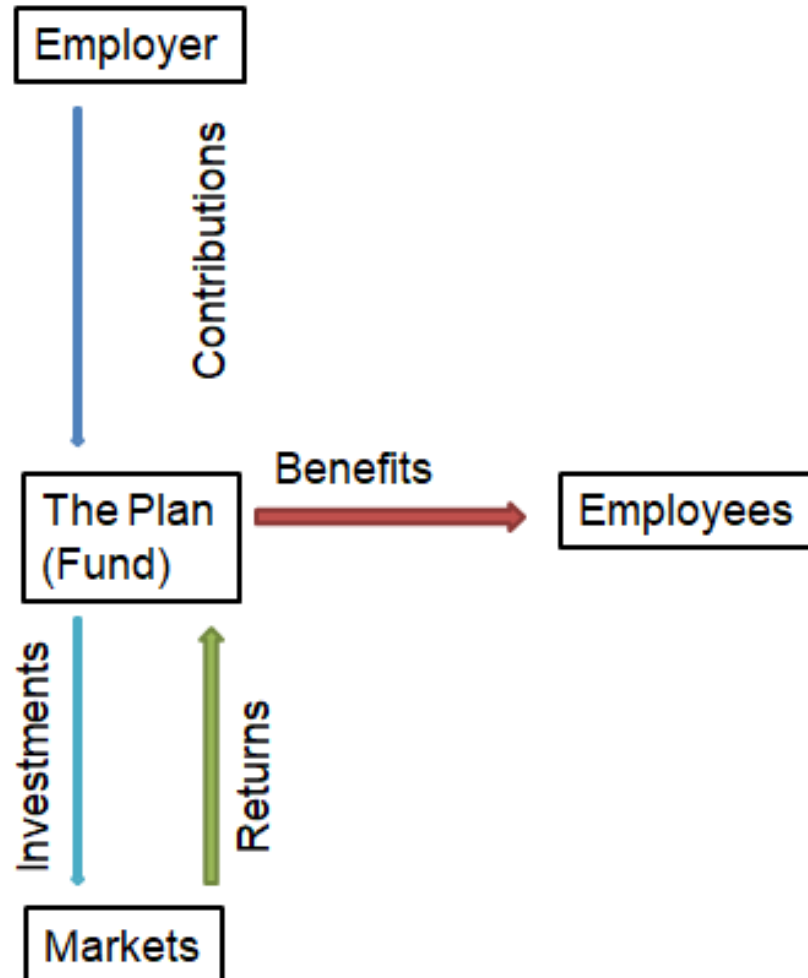 Employer
Contributions
Benefits
The Plan
(Fund)
Employees
Investments
Returns
Markets